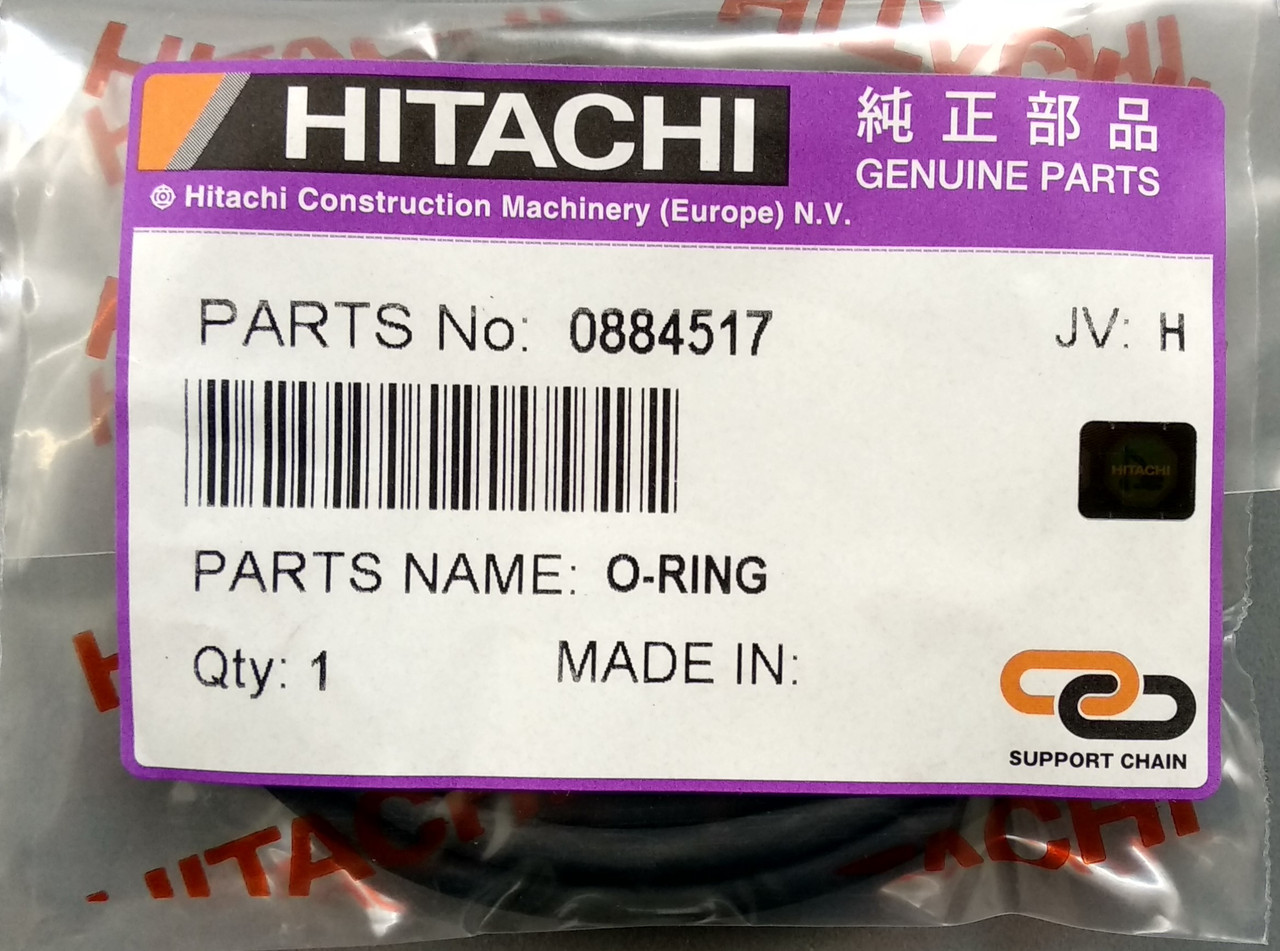 HITACHI
純正部品
GENUINE PARTS
Hitachi Construction Machinery (Europe) N.V.
PARTS No: 0884517
JV: H
HITACHI
PARTS NAME: O-RING
Qty: 1
MADE IN:
SUPPORT CHAIN
HITACHI